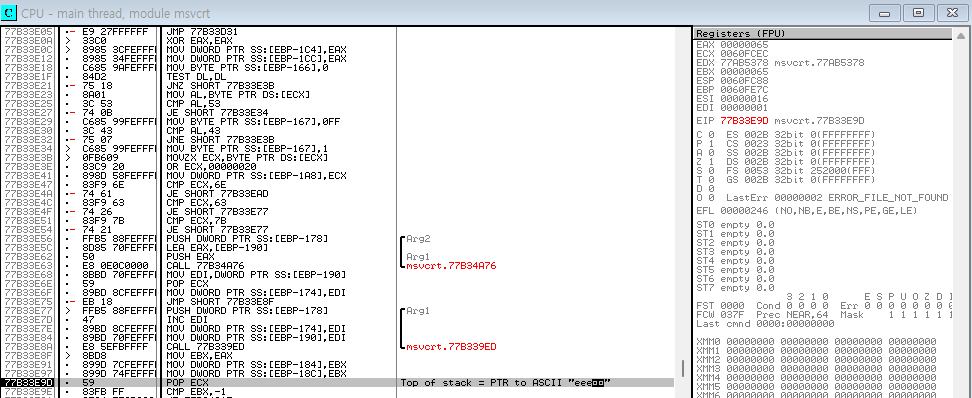 C CPU - main thread, module msvcrt
77B33E05 .- E9 27FFFFFF JMP 77B33D31
77B33E0A > 33C0 XOR EAX,EAX
77B33E0C . 8985 3CFEFFFF MOV DWORD PTR SS:[EBP-1C4],EAX
77B33E12 . 8985 34FEFFFF MOV DWORD PTR SS:[EBP-1CC],EAX
77B33E18 . C685 9AFEFFFF MOV BYTE PTR SS:[EBP-166],0
77B33E1F . 84D2 TEST DL,DL
77B33E21 .- 75 18 JNZ SHORT 77B33E3B
77B33E23 . 8A01 MOV AL,BYTE PTR DS:[ECX]
77B33E25 . 3C 53 CMP AL,53
77B33E27 .- 74 0B JE SHORT 77B33E34
77B33E29 . C685 99FEFFFF MOV BYTE PTR SS:[EBP-167],0FF
77B33E30 . 3C 43 CMP AL,43
77B33E32 .- 75 07 JNE SHORT 77B33E3B
77B33E34 > C685 99FEFFFF MOV BYTE PTR SS:[EBP-167],1
77B33E3B > 0FB609 MOVZX ECX,BYTE PTR DS:[ECX]
77B33E3E . 83C9 20 OR ECX,00000020
77B33E41 . 898D 58FEFFFF MOV DWORD PTR SS:[EBP-1A8],ECX
77B33E47 . 83F9 6E CMP ECX,6E
77B33E4A .- 74 61 JE SHORT 77B33EAD
77B33E4C . 83F9 63 CMP ECX,63
77B33E4F .- 74 26 JE SHORT 77B33E77
77B33E51 . 83F9 7B CMP ECX,7B
77B33E54 .- 74 21 JE SHORT 77B33E77
77B33E56 . FFB5 88FEFFFF PUSH DWORD PTR SS:[EBP-178] Arg2
77B33E5C . 8D85 70FEFFFF LEA EAX,[EBP-190]
77B33E62 . 50 PUSH EAX Arg1
77B33E63 . E8 0E0C0000 CALL 77B34A76 msvcrt.77B34A76
77B33E68 . 8BBD 70FEFFFF MOV EDI,DWORD PTR SS:[EBP-190]
77B33E6E . 59 POP ECX
77B33E6F . 89BD 8CFEFFFF MOV DWORD PTR SS:[EBP-174],EDI
77B33E75 .- EB 18 JMP SHORT 77B33E8F
77B33E77 > FFB5 88FEFFFF PUSH DWORD PTR SS:[EBP-178] Arg1
77B33E7D . 47 INC EDI
77B33E7E . 89BD 8CFEFFFF MOV DWORD PTR SS:[EBP-174],EDI
77B33E84 . 89BD 70FEFFFF MOV DWORD PTR SS:[EBP-190],EDI
77B33E8A . E8 5EFBFFFF CALL 77B339ED msvcrt.77B339ED
77B33E8F > 8BD8 MOV EBX,EAX
77B33E91 . 899D 7CFEFFFF MOV DWORD PTR SS:[EBP-184],EBX
77B33E97 . 899D 74FEFFFF MOV DWORD PTR SS:[EBP-18C],EBX
77B33E9D . 59 POP ECX Top of stack = PTR to ASCII "eee
77B33E9E . 83FB FF CMP EBX,-1
Registers (FPU)
EAX 00000065
ECX 0060FCEC
EDX 77AB5378 msvcrt.77AB5378
EBX 00000065
ESP 0060FC88
EBP 0060FE7C
ESI 00000016
EDI 00000001
EIP 77B33E9D msvcrt.77B33E9D
C 0 ES 002B 32bit 0(FFFFFFFF)
P 1 CS 0023 32bit 0(FFFFFFFF)
A 0 SS 002B 32bit 0(FFFFFFFF)
Z 1 DS 002B 32bit 0(FFFFFFFF)
S 0 FS 0053 32bit 252000(FFF)
T 0 GS 002B 32bit 0(FFFFFFFF)
D 0
O 0 LastErr 00000002 ERROR_FILE_NOT_FOUND
EFL 00000246 (NO,NB,E,BE,NS,PE,GE,LE)
ST0 empty 0.0
ST1 empty 0.0
ST2 empty 0.0
ST3 empty 0.0
ST4 empty 0.0
ST5 empty 0.0
ST6 empty 0.0
ST7 empty 0.0
3 2 1 0 E S P U O Z D I
FST 0000 Cond 0 0 0 0 Err 0 0 0 0 0 0 0 0
FCW 037F Prec NEAR,64 Mask 1 1 1 1 1 1
Last cmnd 0000:00000000
XMM0 00000000 00000000 00000000 00000000
XMM1 00000000 00000000 00000000 00000000
XMM2 00000000 00000000 00000000 00000000
XMM3 00000000 00000000 00000000 00000000
XMM4 00000000 00000000 00000000 00000000
XMM5 00000000 00000000 00000000 00000000